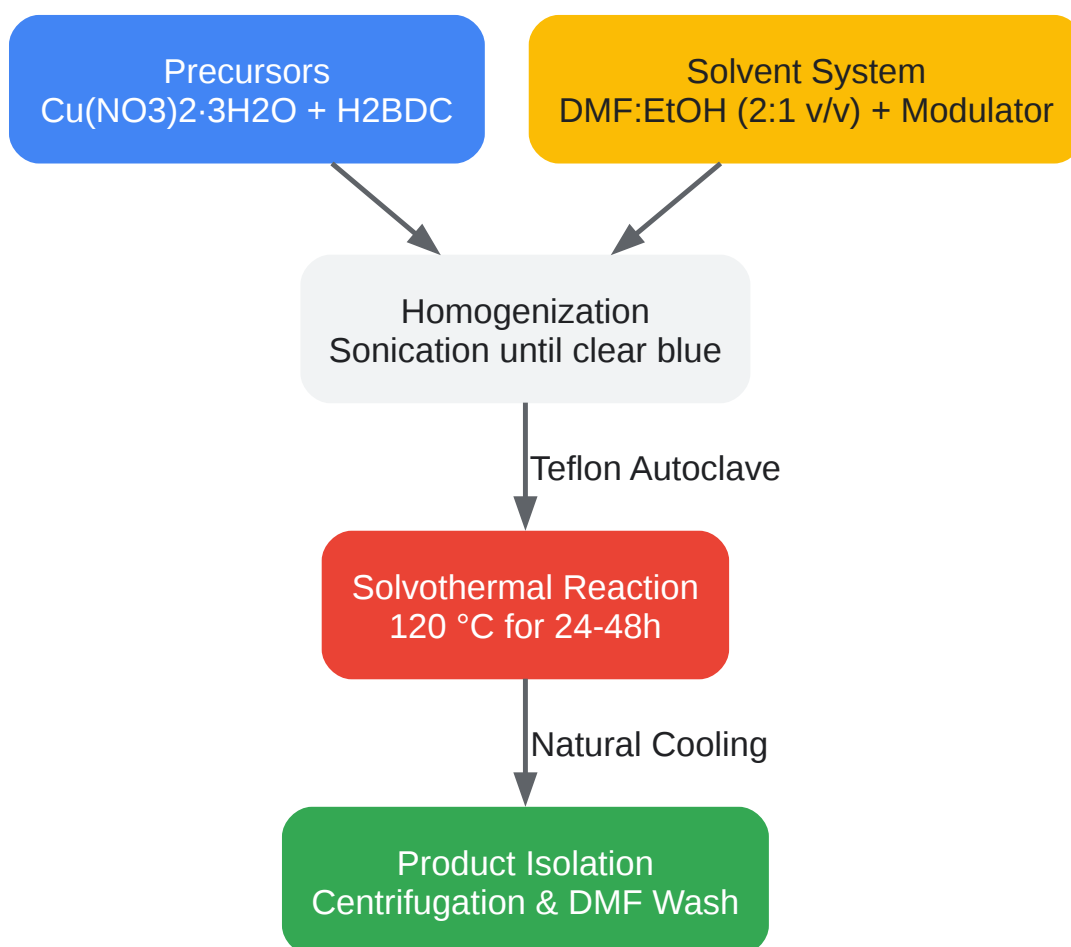 Precursors
Cu(NO3)2·3H2O + H2BDC
Solvent System
DMF:EtOH (2:1 v/v) + Modulator
Homogenization
Sonication until clear blue
Teflon Autoclave
Solvothermal Reaction
120 °C for 24-48h
Natural Cooling
Product Isolation
Centrifugation & DMF Wash